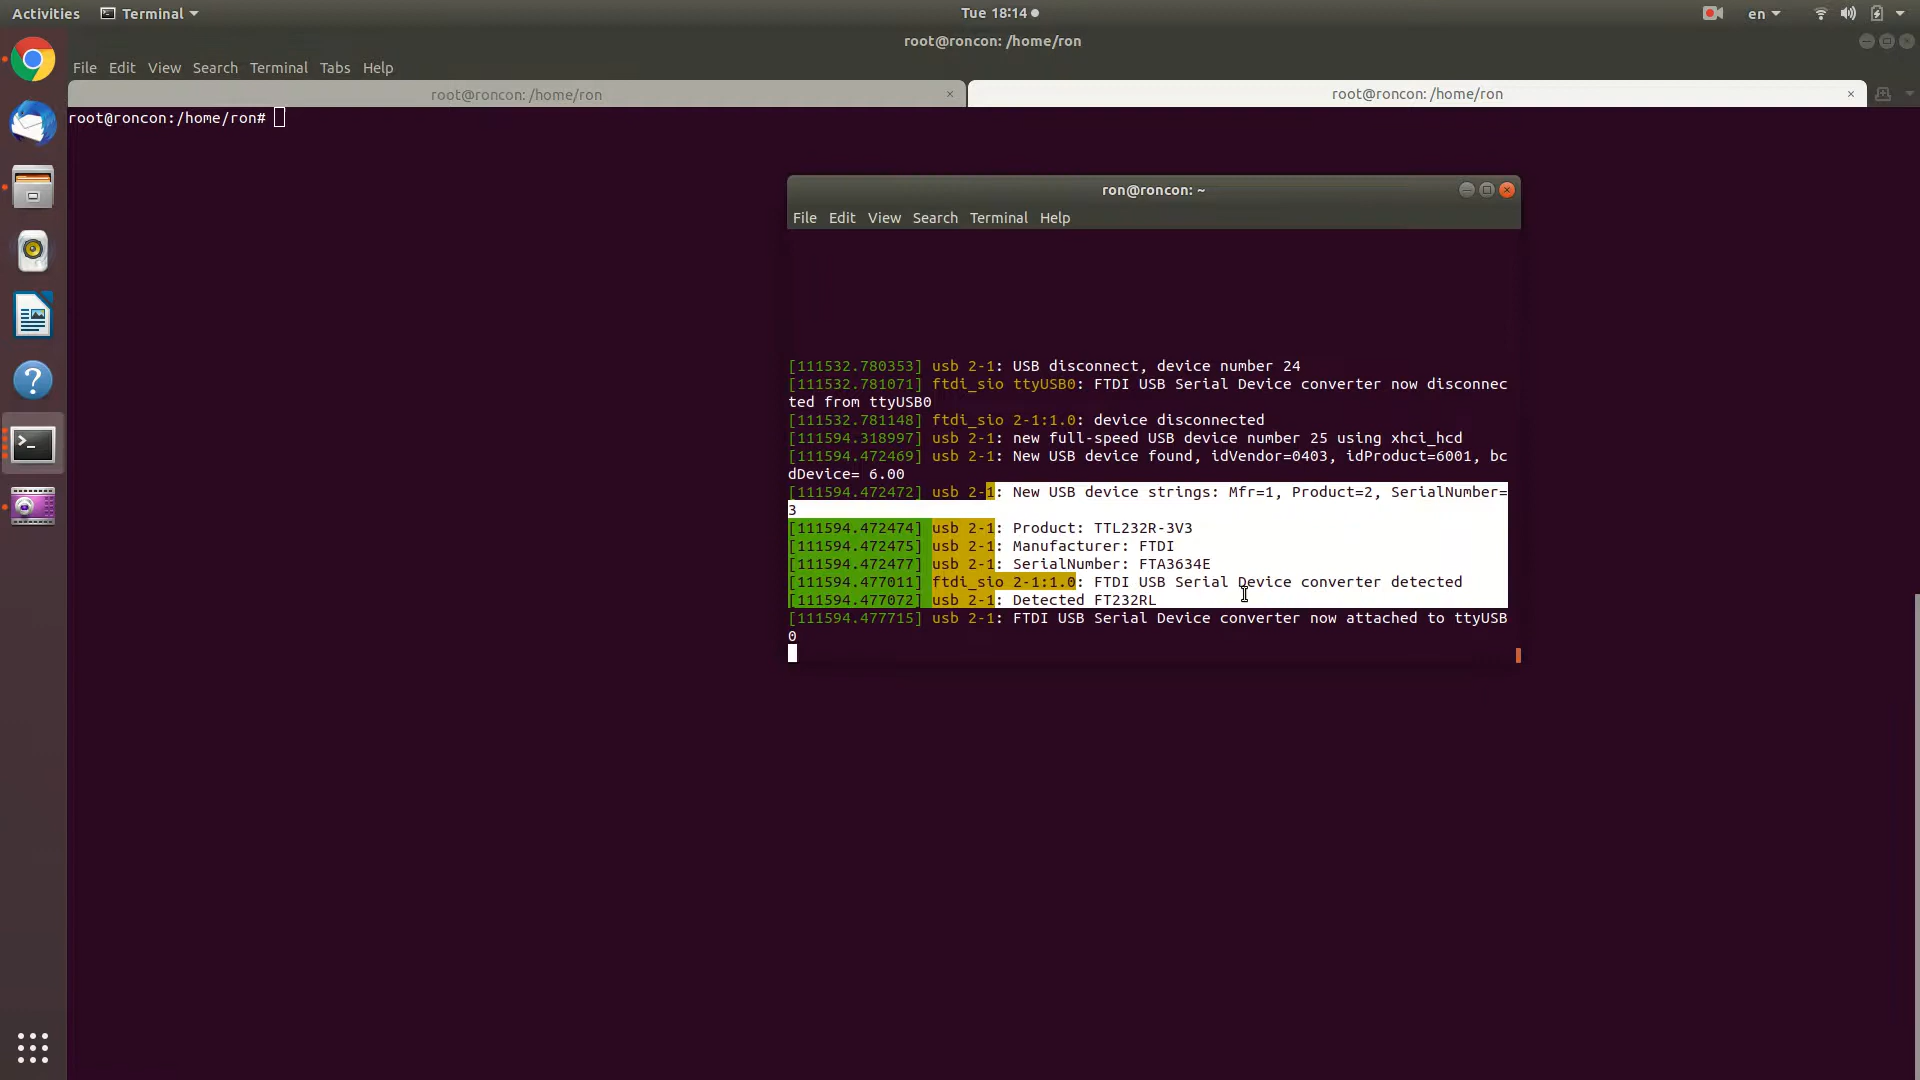 Activities Terminal Tue 18:14 en
root@roncon: /home/ron
File Edit View Search Terminal Tabs Help
root@roncon: /home/ron × root@roncon: /home/ron ×
root@roncon:/home/ron#
ron@roncon: ~
File Edit View Search Terminal Help
[111532.780353] usb 2-1: USB disconnect, device number 24
[111532.781071] ftdi_sio ttyUSB0: FTDI USB Serial Device converter now disconnec
ted from ttyUSB0
[111532.781148] ftdi_sio 2-1:1.0: device disconnected
[111594.318997] usb 2-1: new full-speed USB device number 25 using xhci_hcd
[111594.472469] usb 2-1: New USB device found, idVendor=0403, idProduct=6001, bc
dDevice= 6.00
[111594.472472] usb 2-1: New USB device strings: Mfr=1, Product=2, SerialNumber=
3
[111594.472474] usb 2-1: Product: TTL232R-3V3
[111594.472475] usb 2-1: Manufacturer: FTDI
[111594.472477] usb 2-1: SerialNumber: FTA3634E
[111594.477011] ftdi_sio 2-1:1.0: FTDI USB Serial Device converter detected
[111594.477072] usb 2-1: Detected FT232RL
[111594.477715] usb 2-1: FTDI USB Serial Device converter now attached to ttyUSB
0